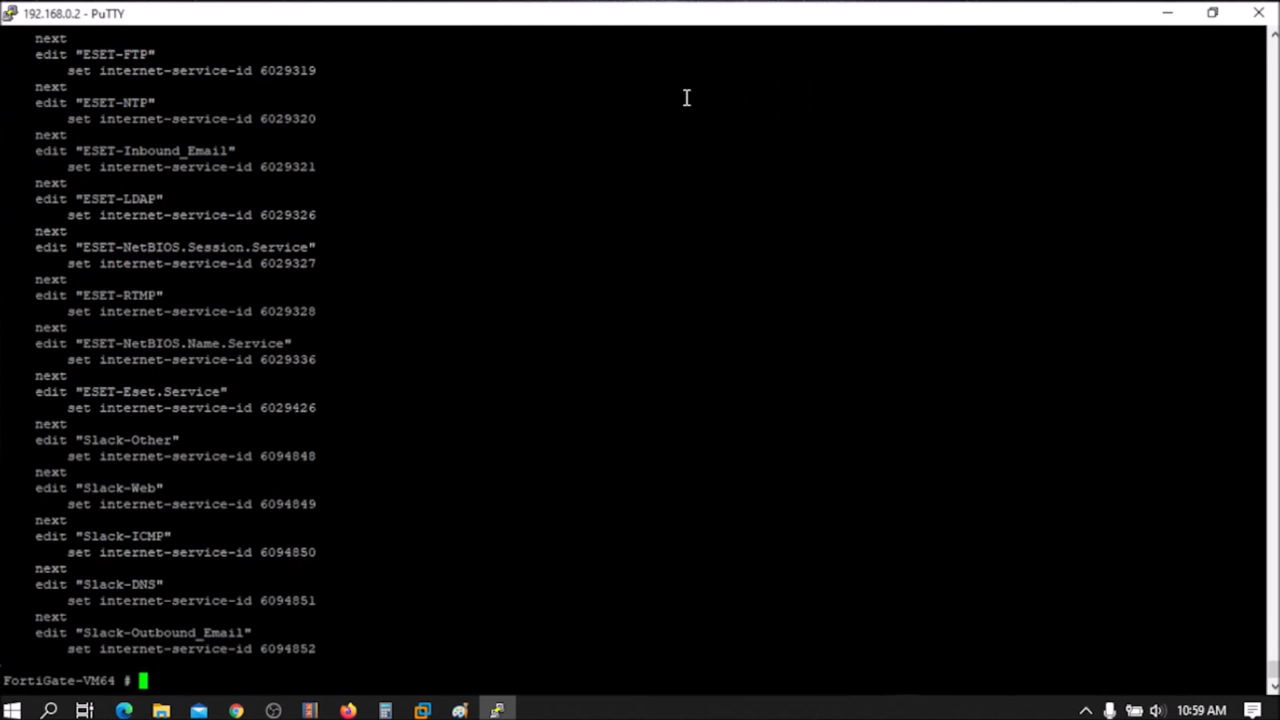 192.168.0.2 - PuTTY
next
edit "ESET-FTP"
set internet-service-id 6029319
next
edit "ESET-NTP"
set internet-service-id 6029320
next
edit "ESET-Inbound_Email"
set internet-service-id 6029321
next
edit "ESET-LDAP"
set internet-service-id 6029326
next
edit "ESET-NetBIOS.Session.Service"
set internet-service-id 6029327
next
edit "ESET-RTMP"
set internet-service-id 6029328
next
edit "ESET-NetBIOS.Name.Service"
set internet-service-id 6029336
next
edit "ESET-Eset.Service"
set internet-service-id 6029426
next
edit "Slack-Other"
set internet-service-id 6094848
next
edit "Slack-Web"
set internet-service-id 6094849
next
edit "Slack-ICMP"
set internet-service-id 6094850
next
edit "Slack-DNS"
set internet-service-id 6094851
next
edit "Slack-Outbound_Email"
set internet-service-id 6094852
FortiGate-VM64 #
10:59 AM